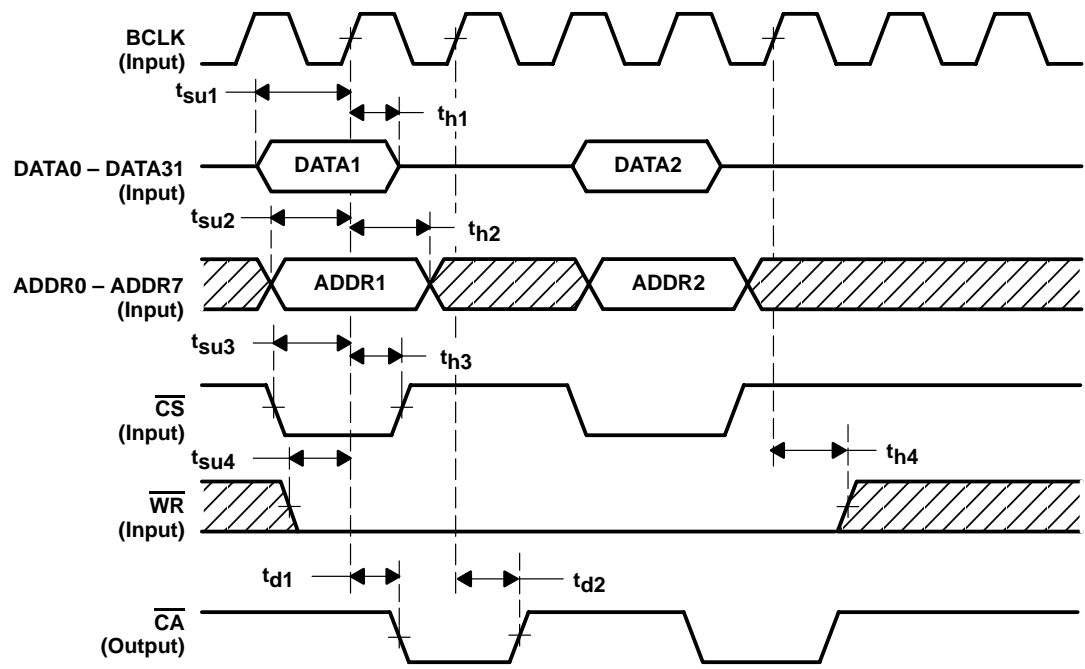 BCLK
(Input)
tsu1
th1
DATA0 – DATA31
(Input)
DATA1
DATA2
tsu2
th2
ADDR0 – ADDR7
(Input)
ADDR1
ADDR2
tsu3
th3
CS
(Input)
tsu4
th4
WR
(Input)
td1
td2
CA
(Output)